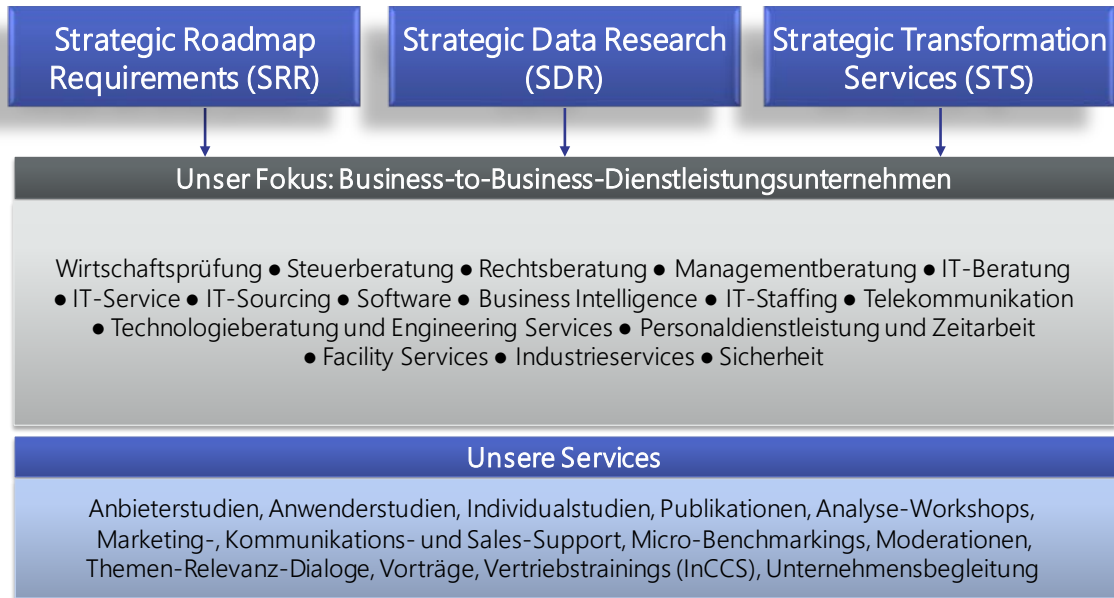 Strategic Roadmap
Requirements (SRR)
Strategic Data Research
(SDR)
Strategic Transformation
Services (STS)
Unser Fokus: Business-to-Business-Dienstleistungsunternehmen
Wirtschaftsprüfung ● Steuerberatung ● Rechtsberatung ● Managementberatung ● IT-Beratung
● IT-Service ● IT-Sourcing ● Software ● Business Intelligence ● IT-Staffing ● Telekommunikation
● Technologieberatung und Engineering Services ● Personaldienstleistung und Zeitarbeit
● Facility Services ● Industrieservices ● Sicherheit
Unsere Services
Anbieterstudien, Anwenderstudien, Individualstudien, Publikationen, Analyse-Workshops,
Marketing-, Kommunikations- und Sales-Support, Micro-Benchmarkings, Moderationen,
Themen-Relevanz-Dialoge, Vorträge, Vertriebstrainings (InCCS), Unternehmensbegleitung